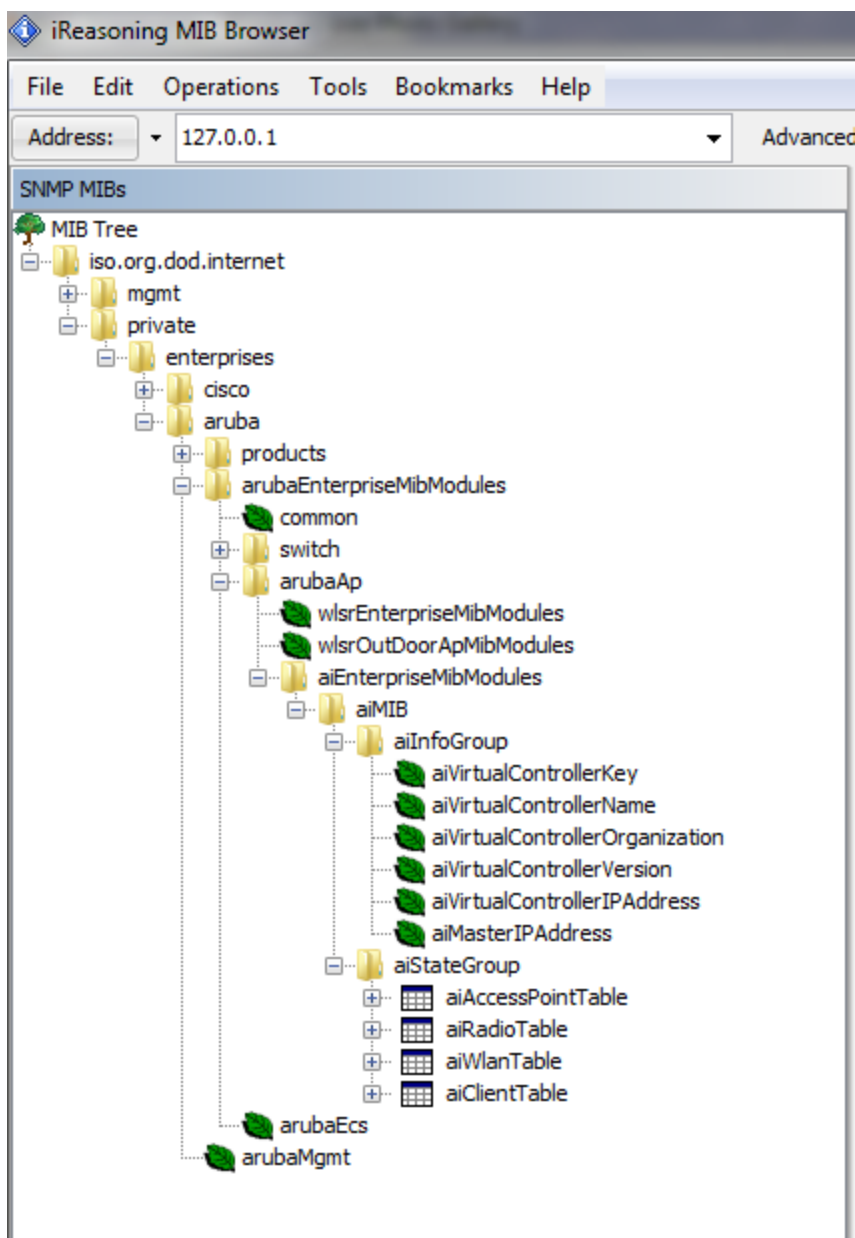 iReasoning MIB Browser
File Edit Operations Tools Bookmarks Help
Address: 127.0.0.1 Advanced
SNMP MIBs
MIB Tree
iso.org.dod.internet
mgmt
private
enterprises
cisco
aruba
products
arubaEnterpriseMibModules
common
switch
arubaAp
wlsrEnterpriseMibModules
wlsrOutDoorApMibModules
aiEnterpriseMibModules
aiMIB
aiInfoGroup
aiVirtualControllerKey
aiVirtualControllerName
aiVirtualControllerOrganization
aiVirtualControllerVersion
aiVirtualControllerIPAddress
aiMasterIPAddress
aiStateGroup
aiAccessPointTable
aiRadioTable
aiWlanTable
aiClientTable
arubaEcs
arubaMgmt